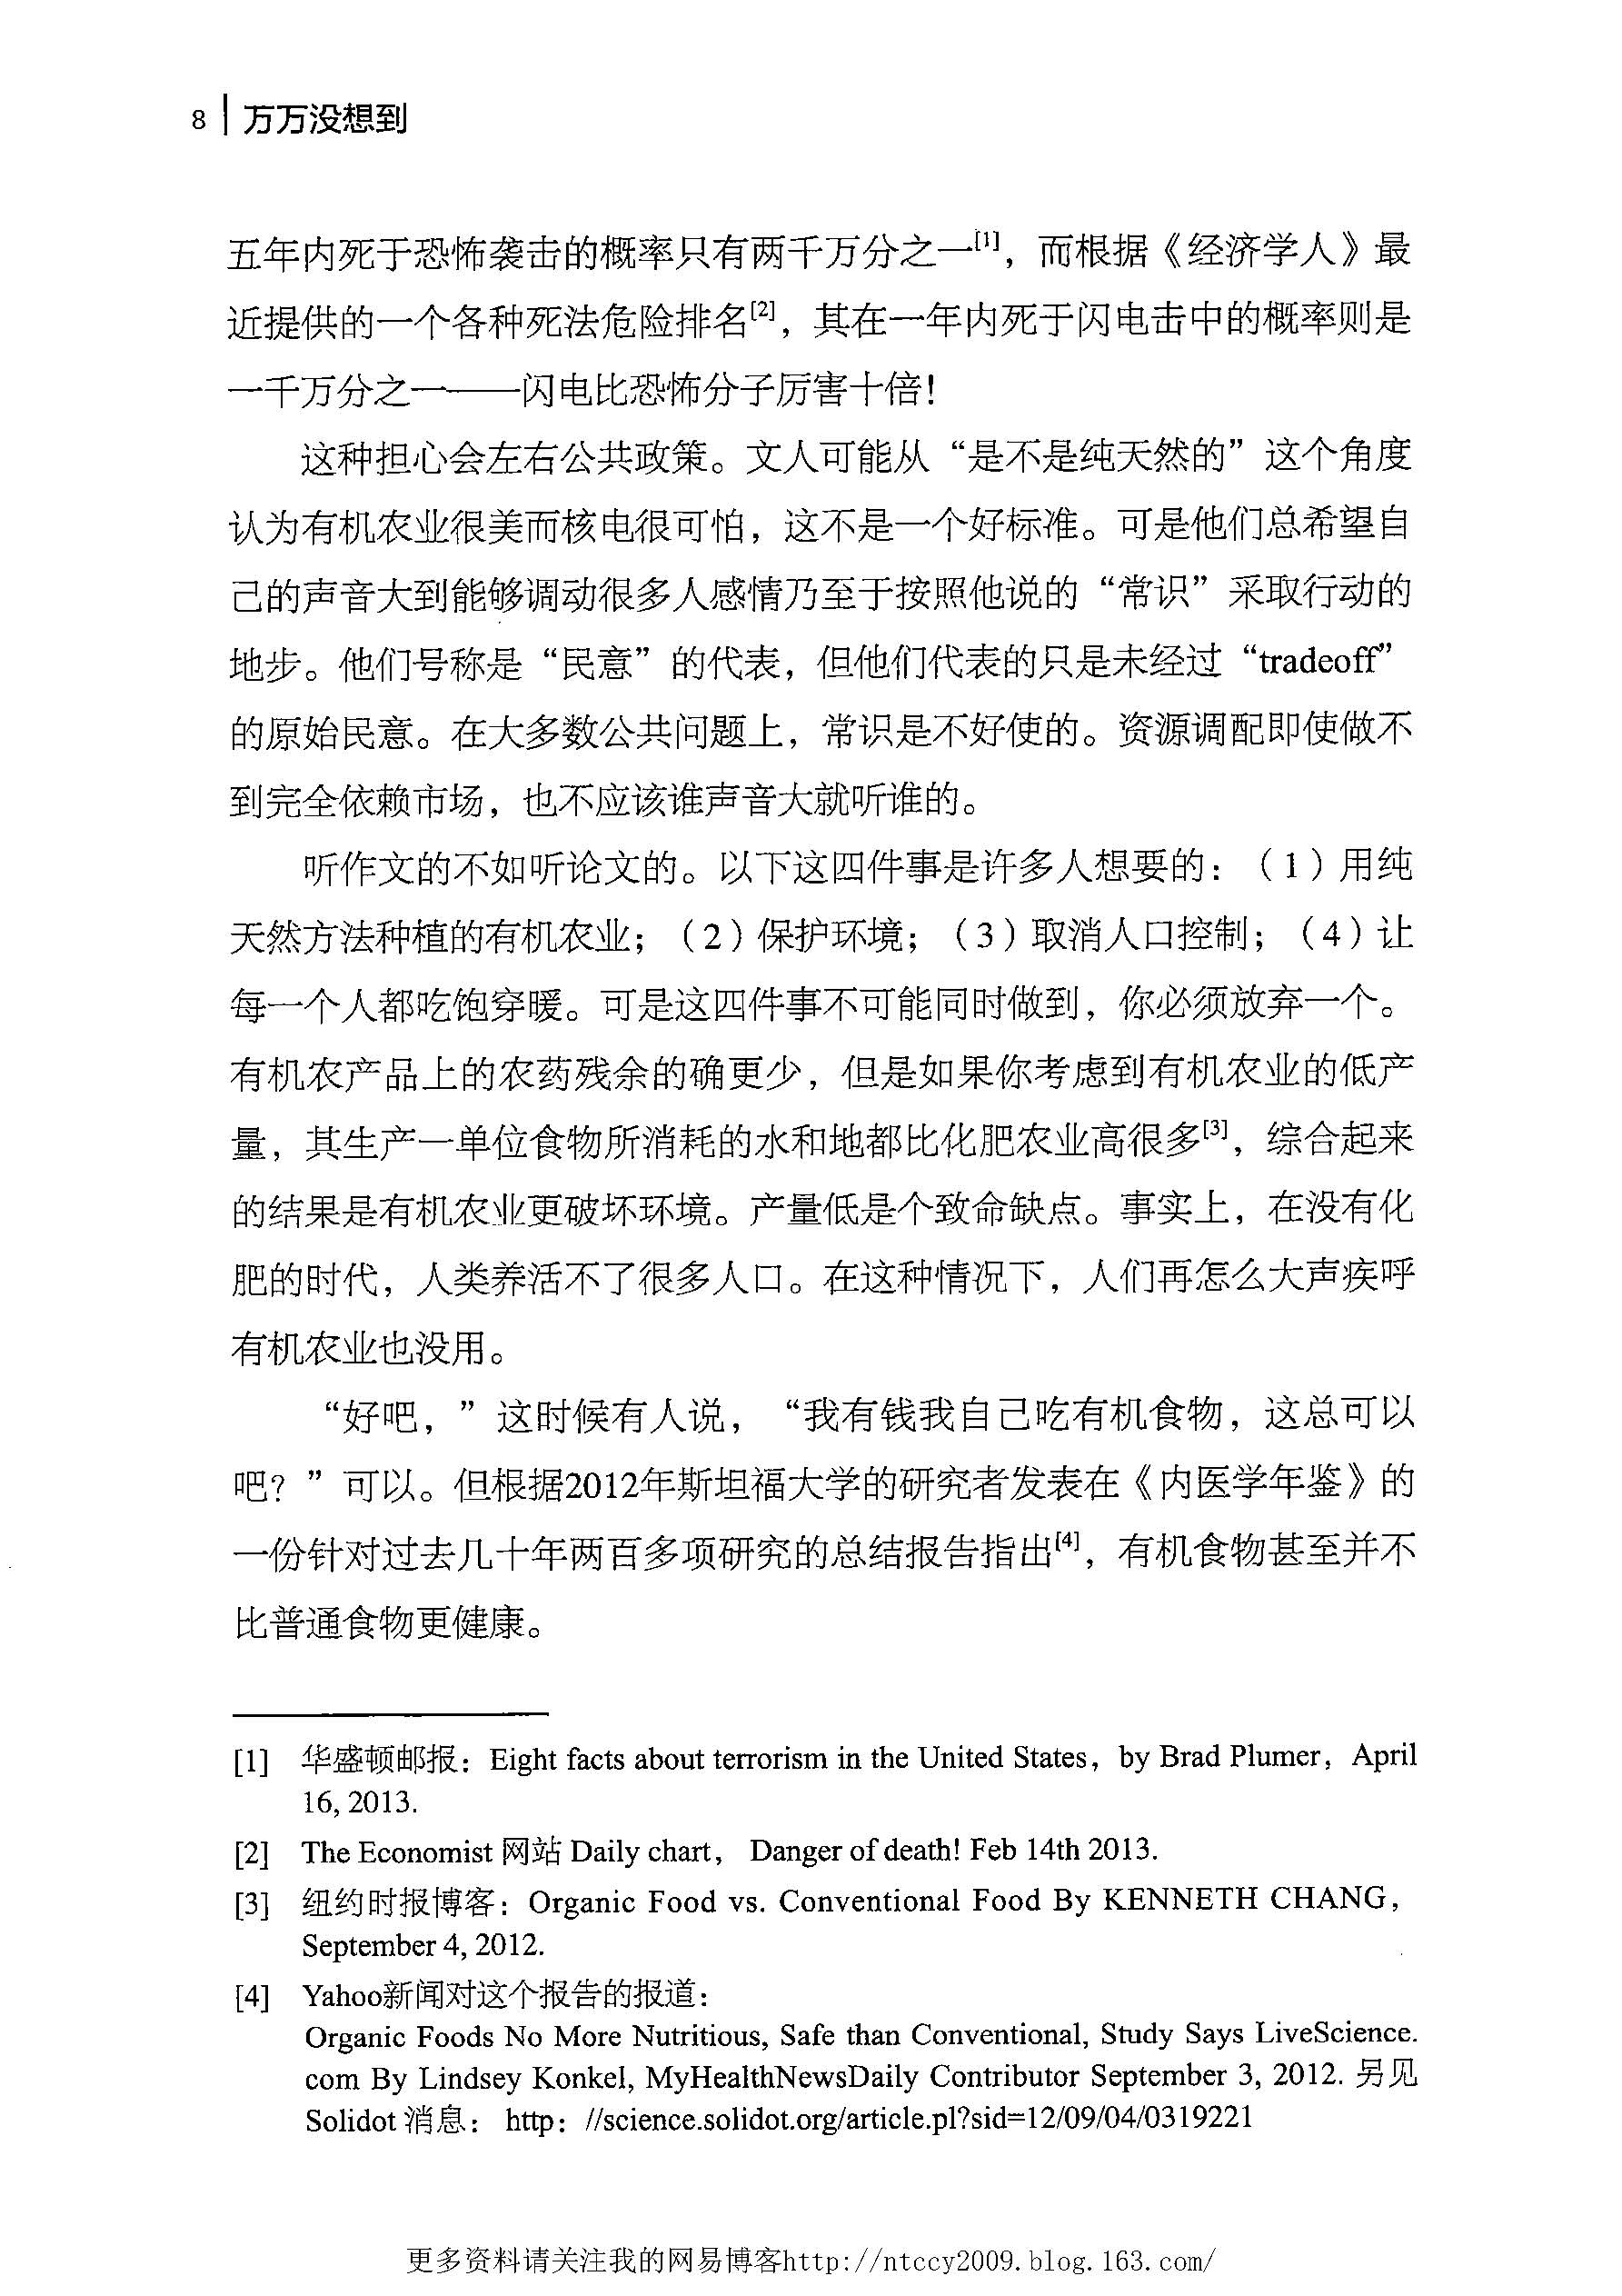 8 万万没想到
五年内死于恐怖袭击的概率只有两千万分之一[1]，而根据《经济学人》最
近提供的一个各种死法危险排名[2]，其在一年内死于闪电击中的概率则是
一千万分之一——闪电比恐怖分子厉害十倍！
这种担心会左右公共政策。文人可能从“是不是纯天然的”这个角度
认为有机农业很美而核电很可怕，这不是一个好标准。可是他们总希望自
己的声音大到能够调动很多人感情乃至于按照他说的“常识”采取行动的
地步。他们号称是“民意”的代表，但他们代表的只是未经过“tradeoff”
的原始民意。在大多数公共问题上，常识是不好使的。资源调配即使做不
到完全依赖市场，也不应该谁声音大就听谁的。
听作文的不如听论文的。以下这四件事是许多人想要的：（1）用纯
天然方法种植的有机农业；（2）保护环境；（3）取消人口控制；（4）让
每一个人都吃饱穿暖。可是这四件事不可能同时做到，你必须放弃一个。
有机农产品上的农药残余的确更少，但是如果你考虑到有机农业的低产
量，其生产一单位食物所消耗的水和地都比化肥农业高很多[3]，综合起来
的结果是有机农业更破坏环境。产量低是个致命缺点。事实上，在没有化
肥的时代，人类养活不了很多人口。在这种情况下，人们再怎么大声疾呼
有机农业也没用。
“好吧，”这时候有人说，“我有钱我自己吃有机食物，这总可以
吧？”可以。但根据2012年斯坦福大学的研究者发表在《内医学年鉴》的
一份针对过去几十年两百多项研究的总结报告指出[4]，有机食物甚至并不
比普通食物更健康。
[1] 华盛顿邮报：Eight facts about terrorism in the United States，by Brad Plumer，April
16, 2013.
[2] The Economist 网站 Daily chart， Danger of death! Feb 14th 2013.
[3] 纽约时报博客：Organic Food vs. Conventional Food By KENNETH CHANG，
September 4, 2012.
[4] Yahoo新闻对这个报告的报道：
Organic Foods No More Nutritious, Safe than Conventional, Study Says LiveScience.
com By Lindsey Konkel, MyHealthNewsDaily Contributor September 3, 2012. 另见
Solidot 消息： http：//science.solidot.org/article.pl?sid=12/09/04/0319221
更多资料请关注我的网易博客http://ntccy2009.blog.163.com/